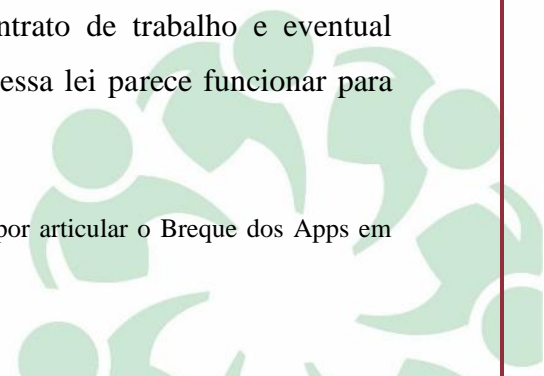 ntrato de trabalho e eventual
essa lei parece funcionar para
por articular o Breque dos Apps em